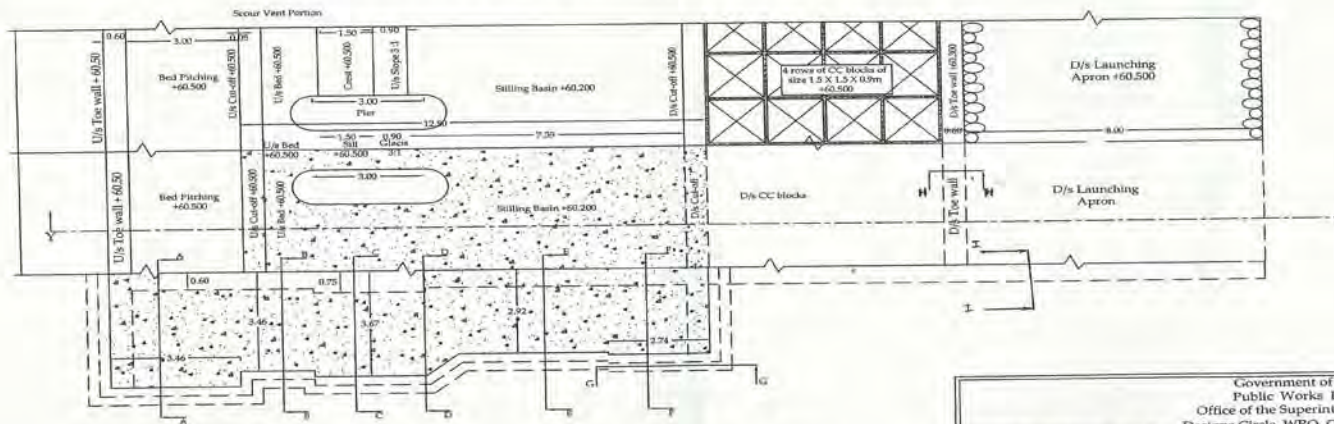 Scour Vent Portion
0.60
3.00
0.05
1.50
0.90
U/s Toe wall + 60.50
Bed Pitching
+60.500
U/s Cut-off +60.500
U/s Bed +60.500
Crest +60.500
U/s Slope 3:1
Stilling Basin +60.200
D/s Cut-off +60.500
4 rows of CC blocks of
size 1.5 X 1.5 X 0.9m
+60.500
D/s Toe wall +60.500
D/s Launching
Apron +60.500
3.00
Pier
12.90
7.50
1.50
0.90
0.60
8.00
U/s Bed
+60.500
Sill
+60.500
Glacis
3:1
U/s Toe wall + 60.50
Bed Pitching
+60.500
U/s Cut-off +60.500
U/s Bed +60.500
3.00
Stilling Basin +60.200
D/s Cut-off
D/s CC blocks
H
H
D/s Toe wall
D/s Launching
Apron
A
B
C
D
E
F
I
0.60
0.75
3.46
3.67
2.92
2.74
3.46
I
G
G
A
B
C
D
E
F
Government of
Public Works
Office of the Superin
Designs Circle, WRO, C